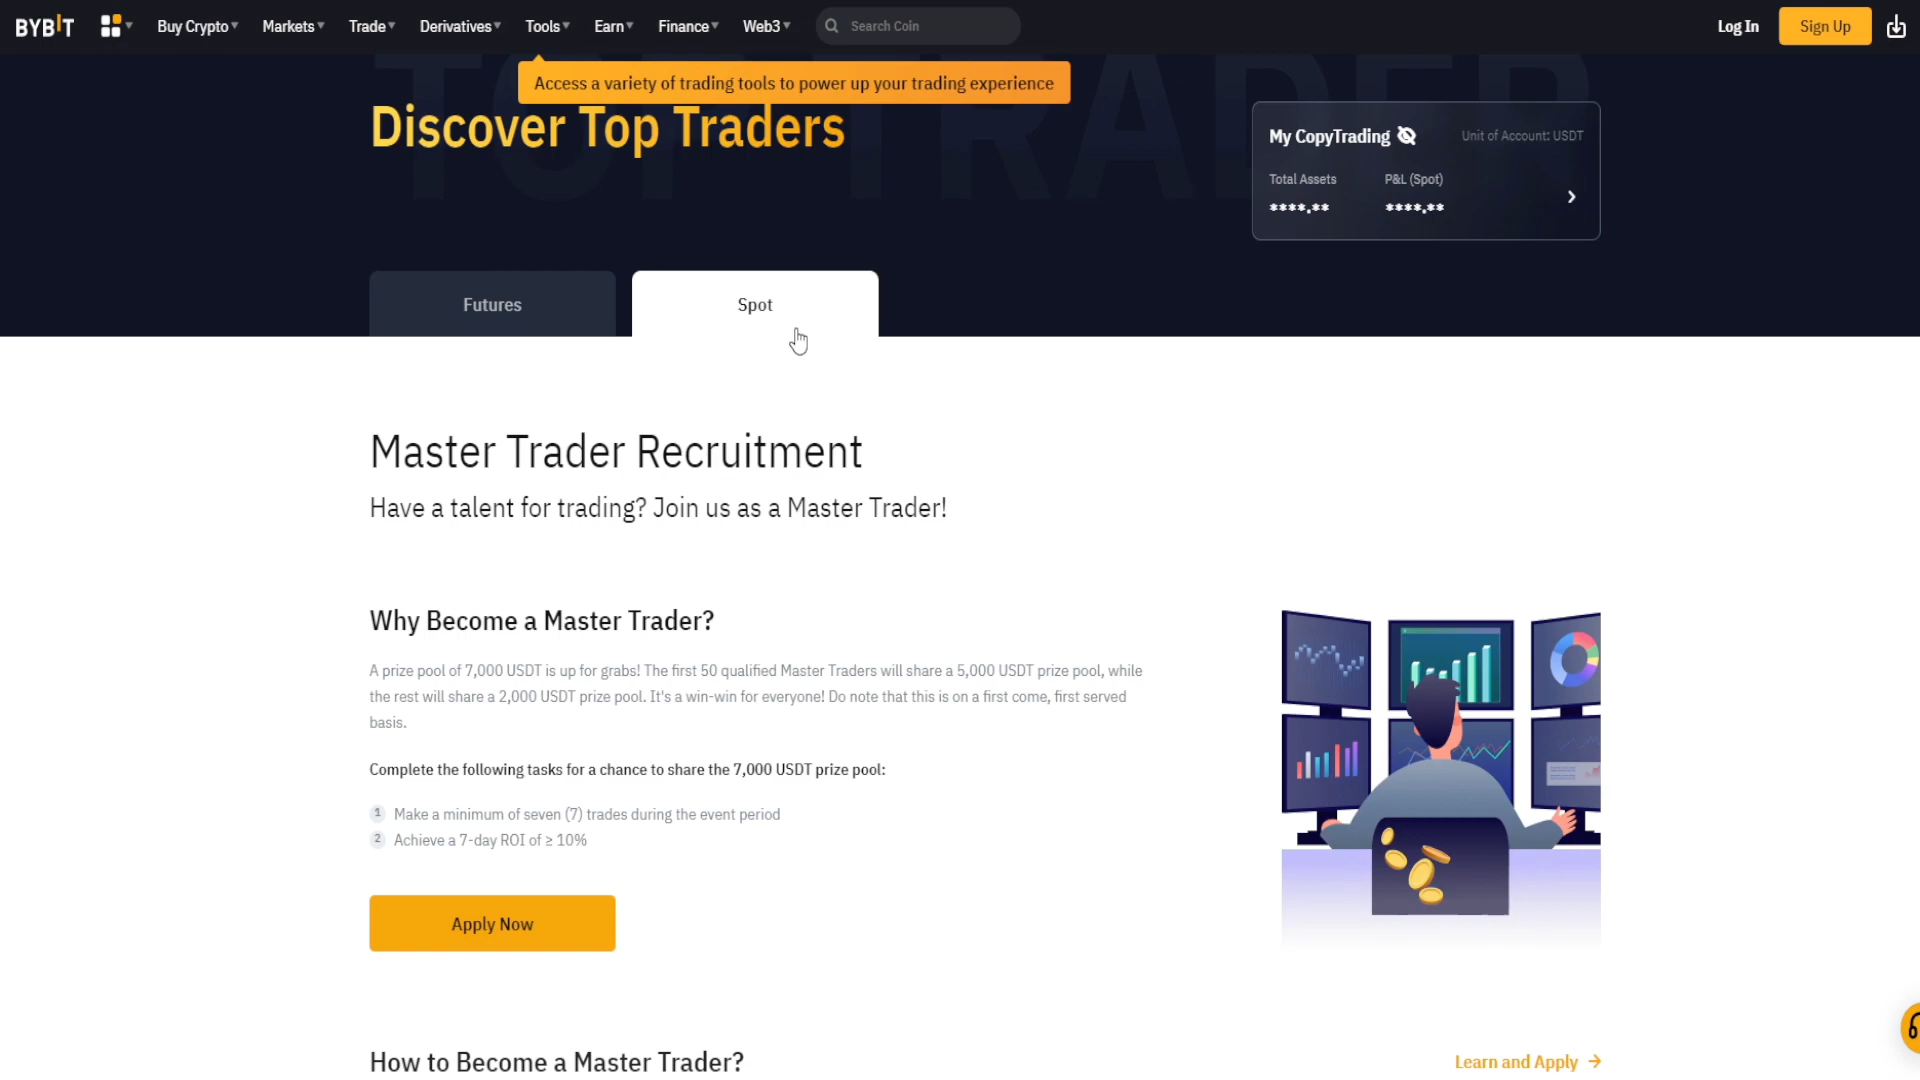 BYBIT Buy Crypto Markets Trade Derivatives Tools Earn Finance Web3 Search Coin Log In Sign Up
Access a variety of trading tools to power up your trading experience
TOP TRADER
Discover Top Traders
My CopyTrading Unit of Account: USDT
Total Assets P&L (Spot)
****.** ****.**
Futures Spot
Master Trader Recruitment
Have a talent for trading? Join us as a Master Trader!
Why Become a Master Trader?
A prize pool of 7,000 USDT is up for grabs! The first 50 qualified Master Traders will share a 5,000 USDT prize pool, while
the rest will share a 2,000 USDT prize pool. It's a win-win for everyone! Do note that this is on a first come, first served
basis.
Complete the following tasks for a chance to share the 7,000 USDT prize pool:
1 Make a minimum of seven (7) trades during the event period
2 Achieve a 7-day ROI of ≥ 10%
Apply Now
How to Become a Master Trader? Learn and Apply →